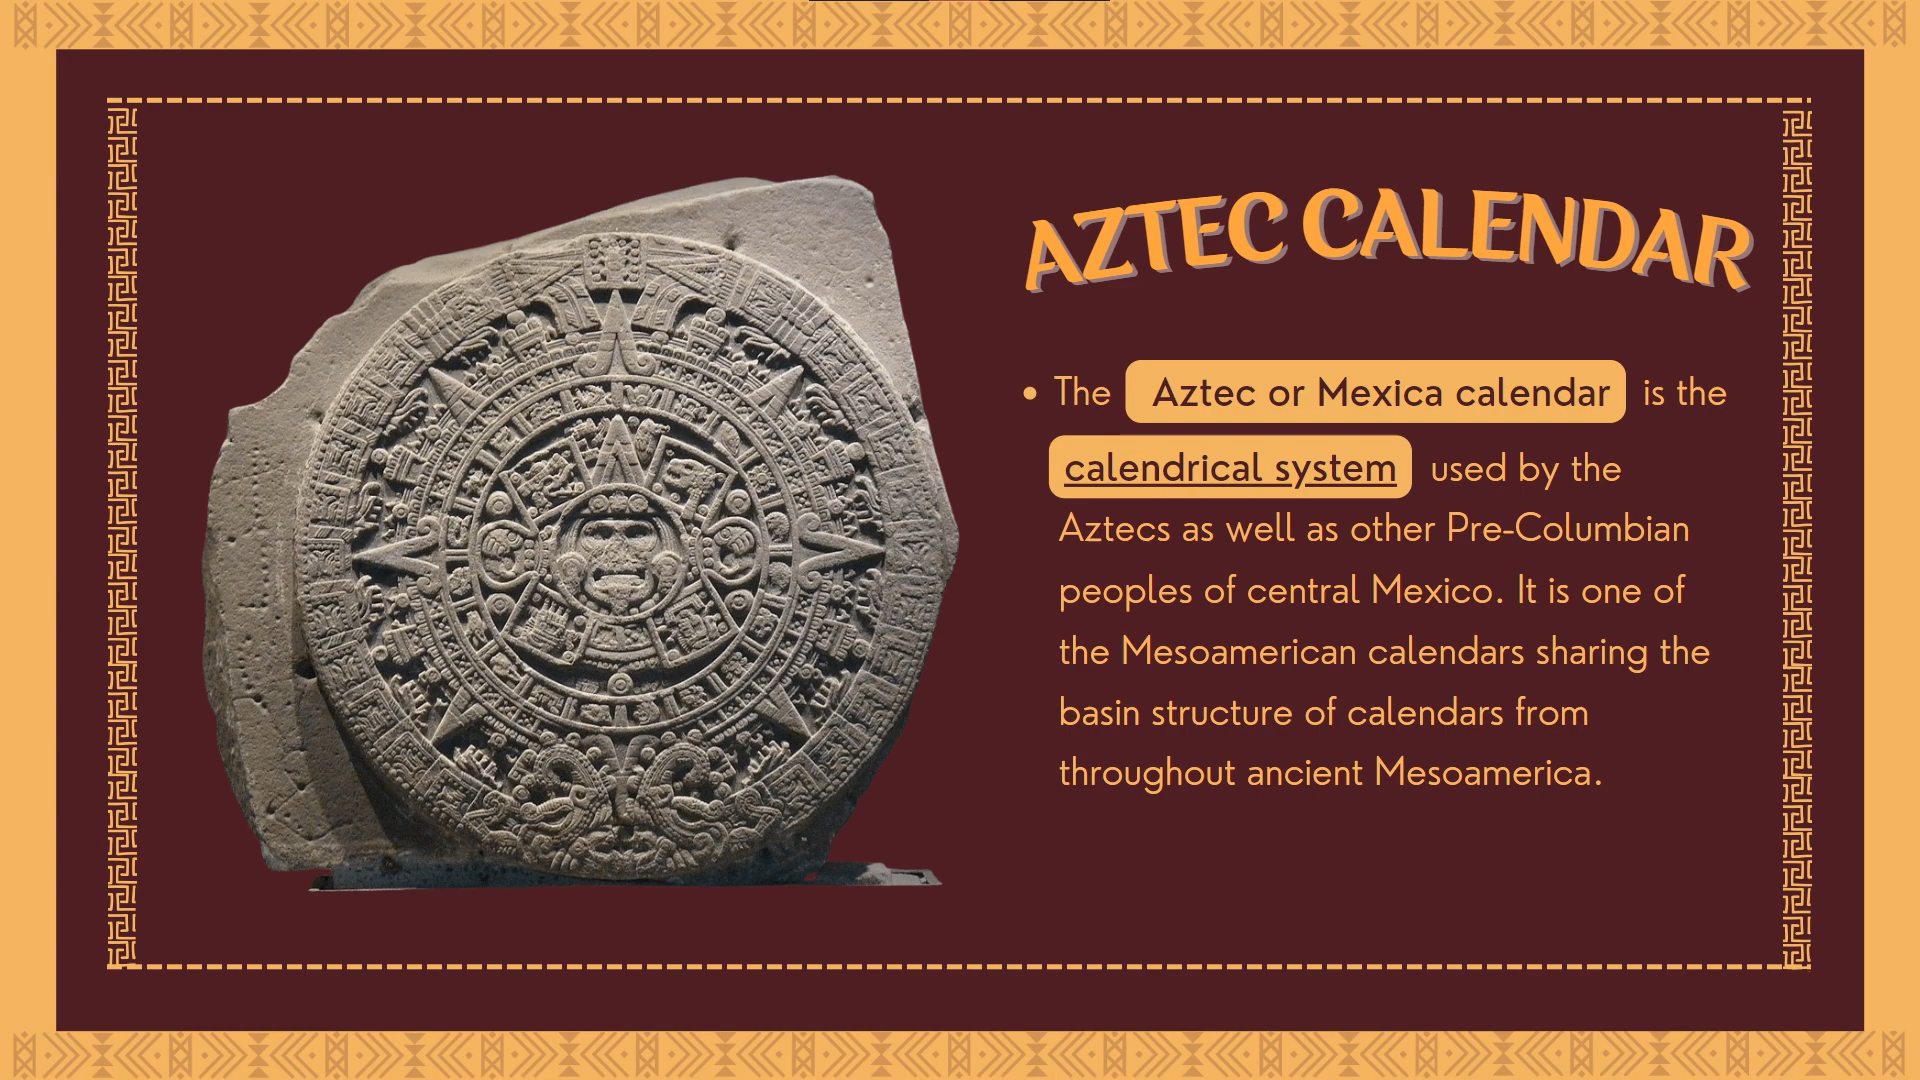 AZTEC CALENDAR
• The Aztec or Mexica calendar is the
calendrical system used by the
Aztecs as well as other Pre-Columbian
peoples of central Mexico. It is one of
the Mesoamerican calendars sharing the
basin structure of calendars from
throughout ancient Mesoamerica.